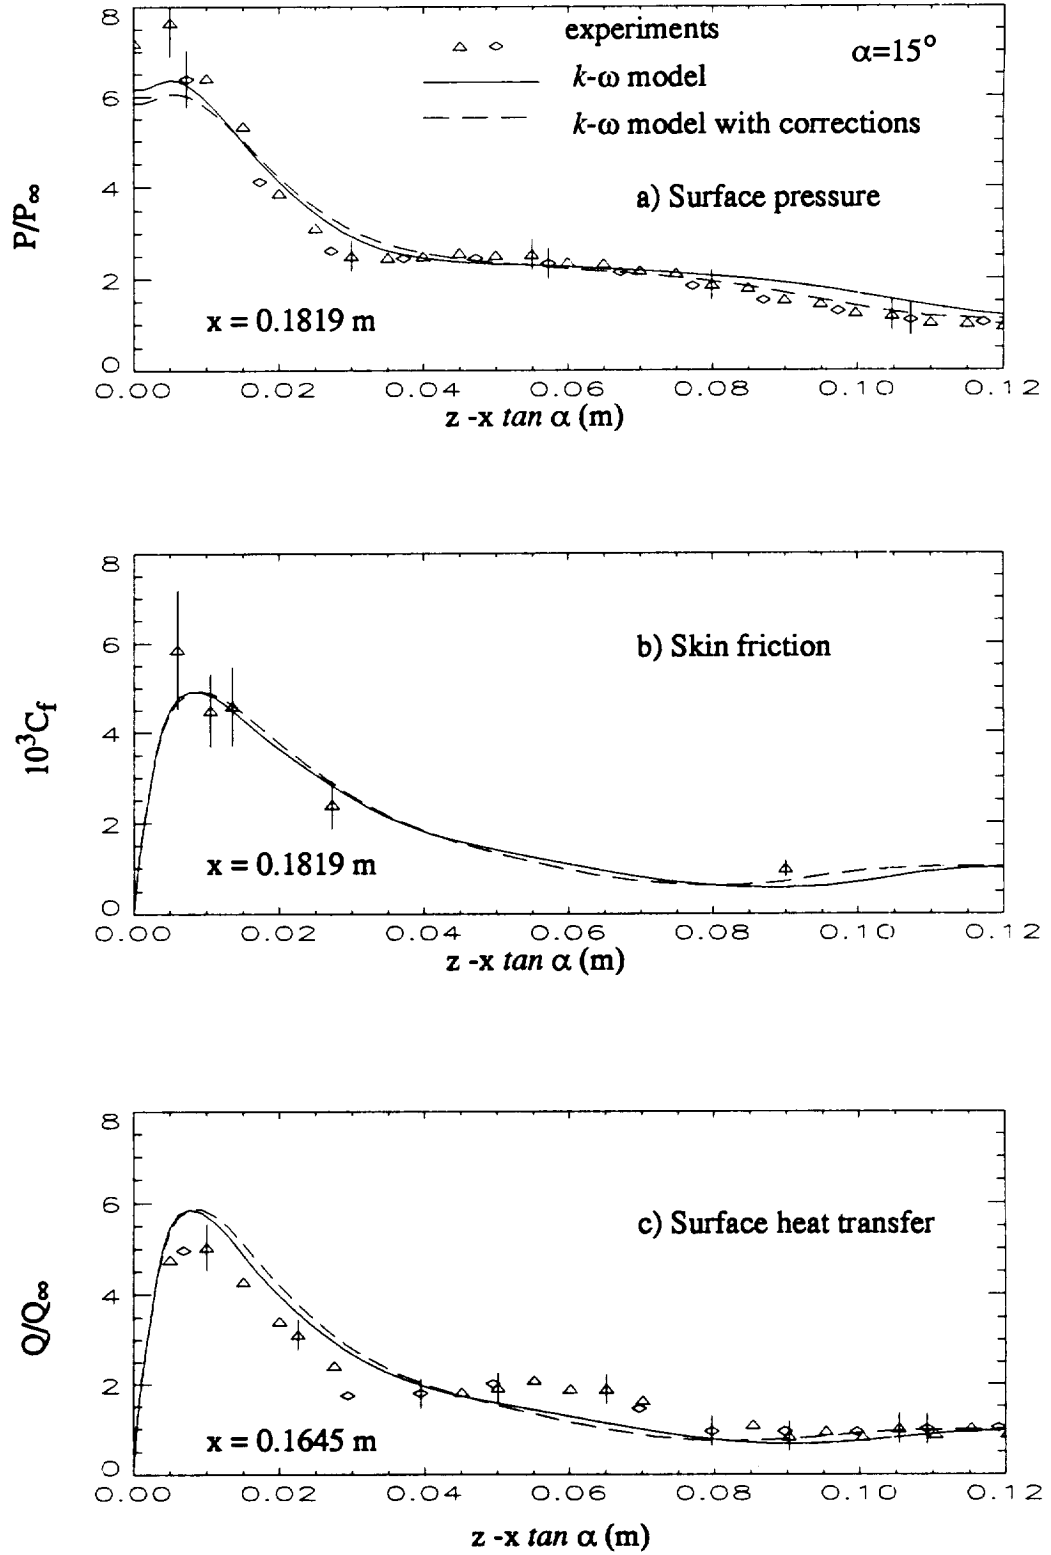 experiments
α=15°
k-ω model
k-ω model with corrections
a) Surface pressure
P/P∞
x = 0.1819 m
8
6
4
2
0
0.00 0.02 0.04 0.06 0.08 0.10 0.12
z -x tan α (m)
b) Skin friction
10³C_f
x = 0.1819 m
8
6
4
2
0
0.00 0.02 0.04 0.06 0.08 0.10 0.12
z -x tan α (m)
c) Surface heat transfer
Q/Q∞
x = 0.1645 m
8
6
4
2
0
0.00 0.02 0.04 0.06 0.08 0.10 0.12
z -x tan α (m)